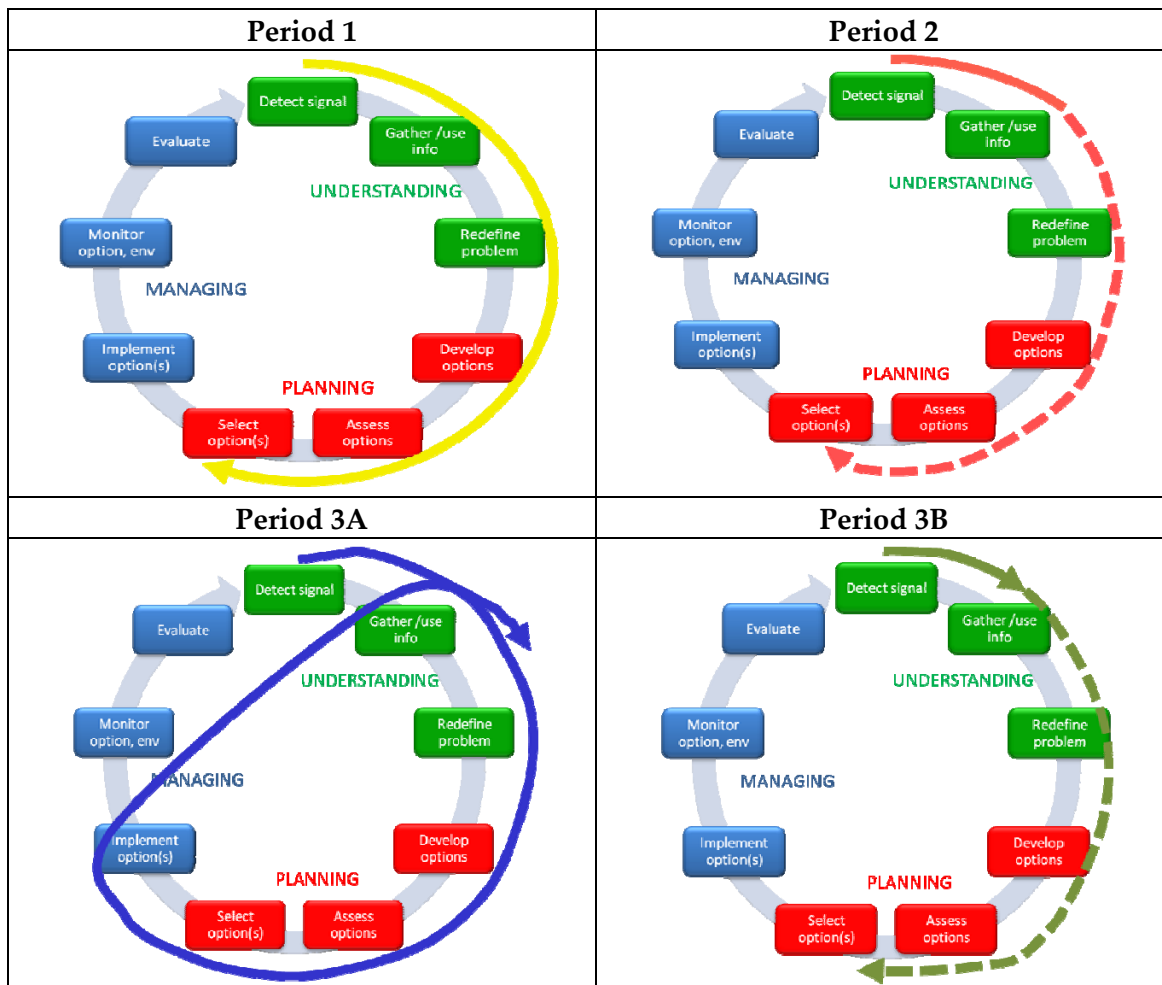 Period 1
Detect signal
Gather /use
info
Evaluate
UNDERSTANDING
Monitor
option, env
Redefine
problem
MANAGING
Implement
option(s)
Develop
options
PLANNING
Select
option(s)
Assess
options
Period 2
Detect signal
Gather /use
info
Evaluate
UNDERSTANDING
Monitor
option, env
Redefine
problem
MANAGING
Implement
option(s)
Develop
options
PLANNING
Select
option(s)
Assess
options
Period 3A
Detect signal
Gather /use
info
Evaluate
UNDERSTANDING
Monitor
option, env
Redefine
problem
MANAGING
Implement
option(s)
Develop
options
PLANNING
Select
option(s)
Assess
options
Period 3B
Detect signal
Gather /use
info
Evaluate
UNDERSTANDING
Monitor
option, env
Redefine
problem
MANAGING
Implement
option(s)
Develop
options
PLANNING
Select
option(s)
Assess
options